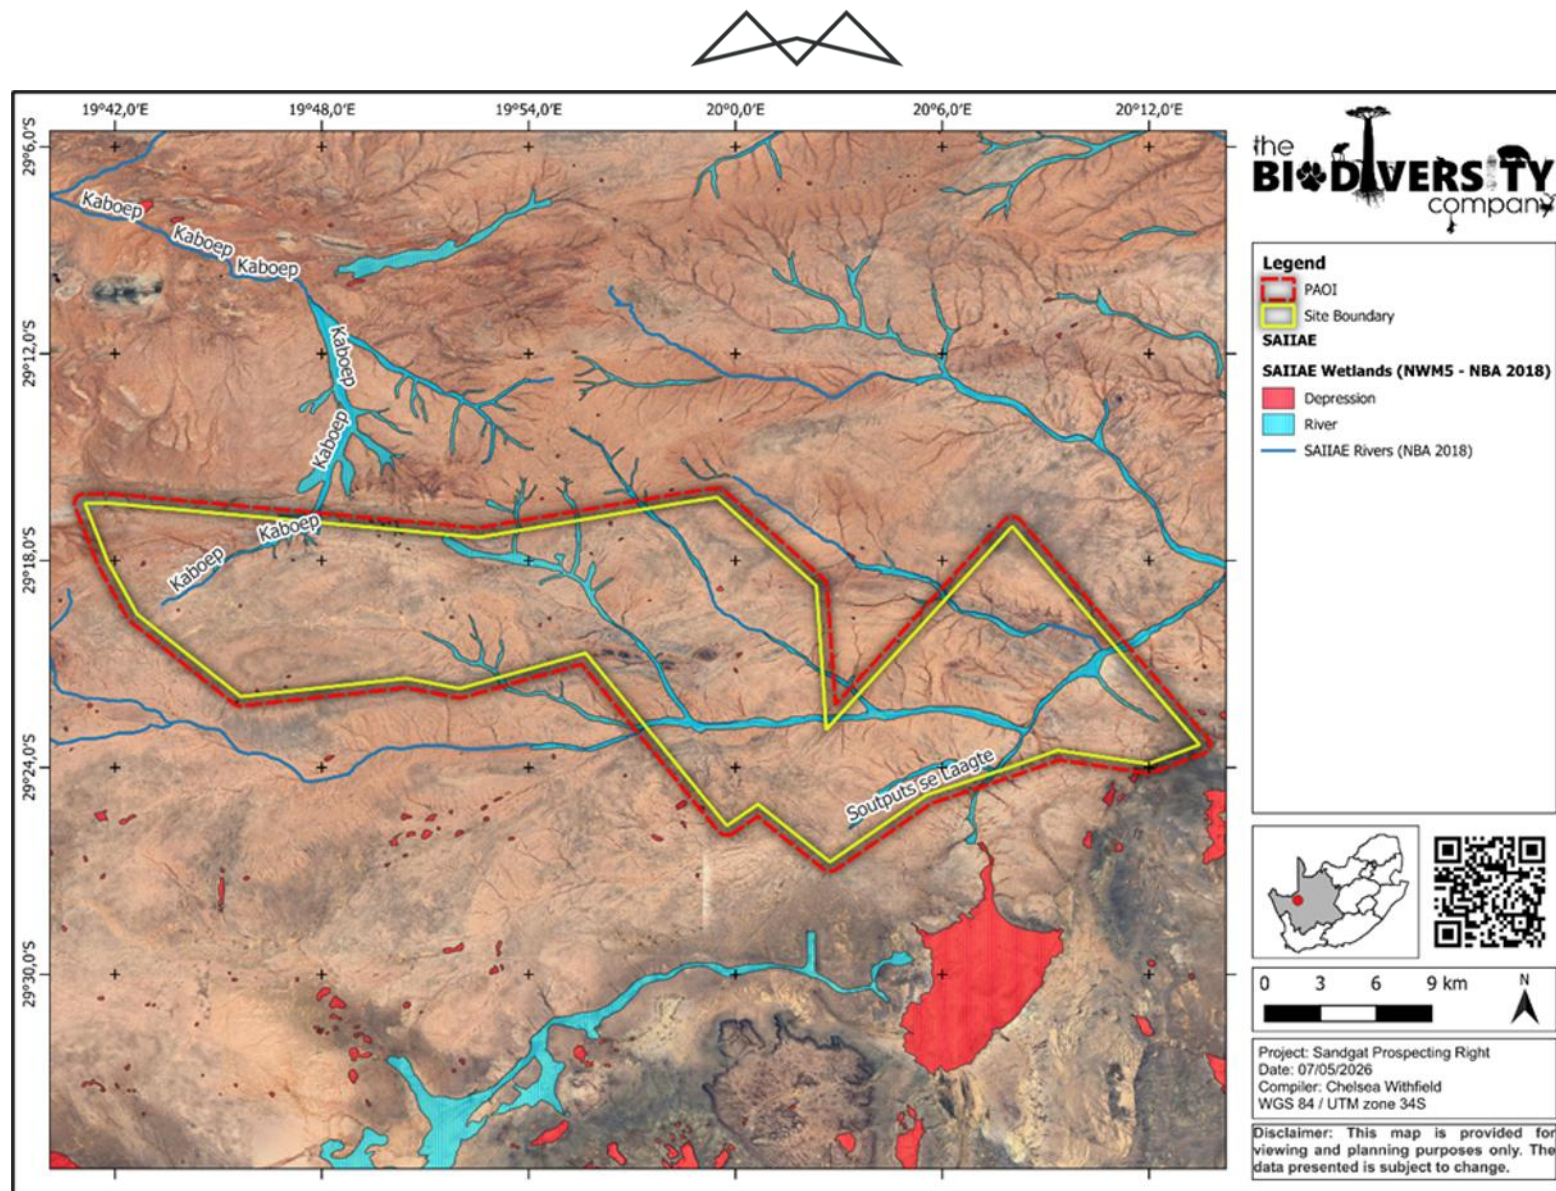 19°42,0'E 19°48,0'E 19°54,0'E 20°0,0'E 20°6,0'E 20°12,0'E
29°6,0'S
29°12,0'S
29°18,0'S
29°24,0'S
29°30,0'S
Kaboep
Kaboep
Kaboep
Kaboep
Kaboep
Kaboep
Kaboep
Soutputs se Laagte
the
BIODIVERSITY
company
Legend
PAOI
Site Boundary
SAIIAE
SAIIAE Wetlands (NWM5 - NBA 2018)
Depression
River
SAIIAE Rivers (NBA 2018)
0 3 6 9 km
N
Project: Sandgat Prospecting Right
Date: 07/05/2026
Compiler: Chelsea Withfield
WGS 84 / UTM zone 34S
Disclaimer: This map is provided for
viewing and planning purposes only. The
data presented is subject to change.